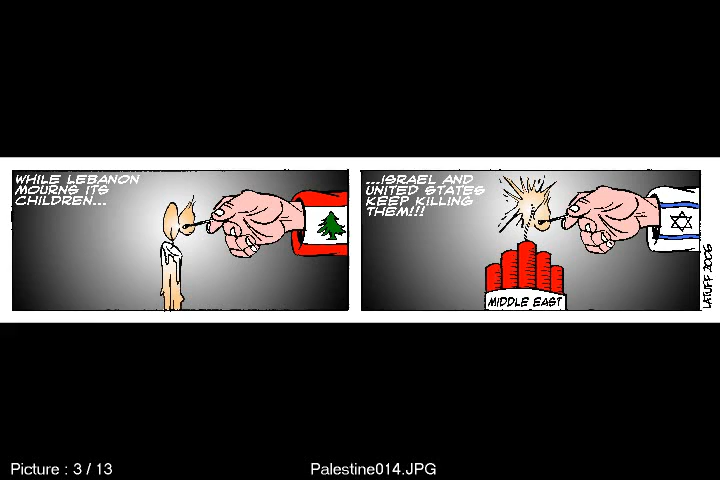 WHILE LEBANON
MOURNS ITS
CHILDREN...
...ISRAEL AND
UNITED STATES
KEEP KILLING
THEM!!!
MIDDLE EAST
LATUFF 2006
Picture : 3 / 13
Palestine014.JPG